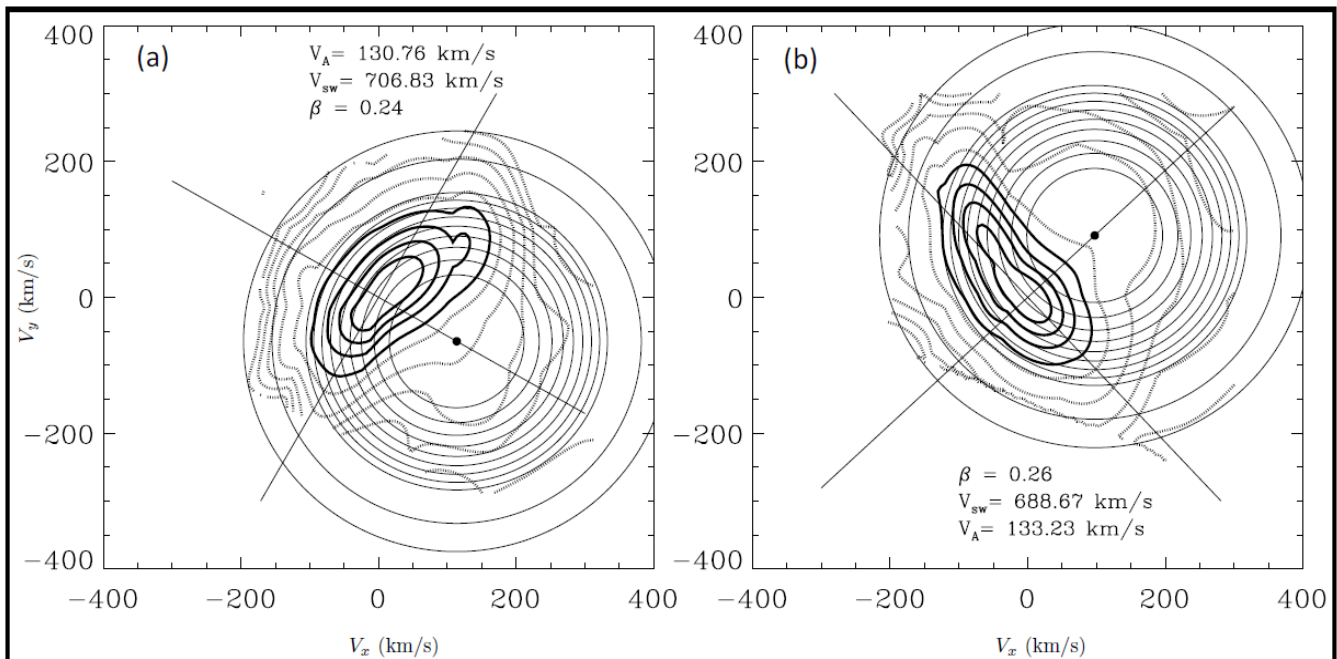 (a)
V_A= 130.76 km/s
V_sw= 706.83 km/s
β = 0.24
400
200
0
−200
−400
V_y (km/s)
−400 −200 0 200 400
V_x (km/s)
(b)
400
200
0
−200
−400
β = 0.26
V_sw= 688.67 km/s
V_A= 133.23 km/s
−400 −200 0 200 400
V_x (km/s)